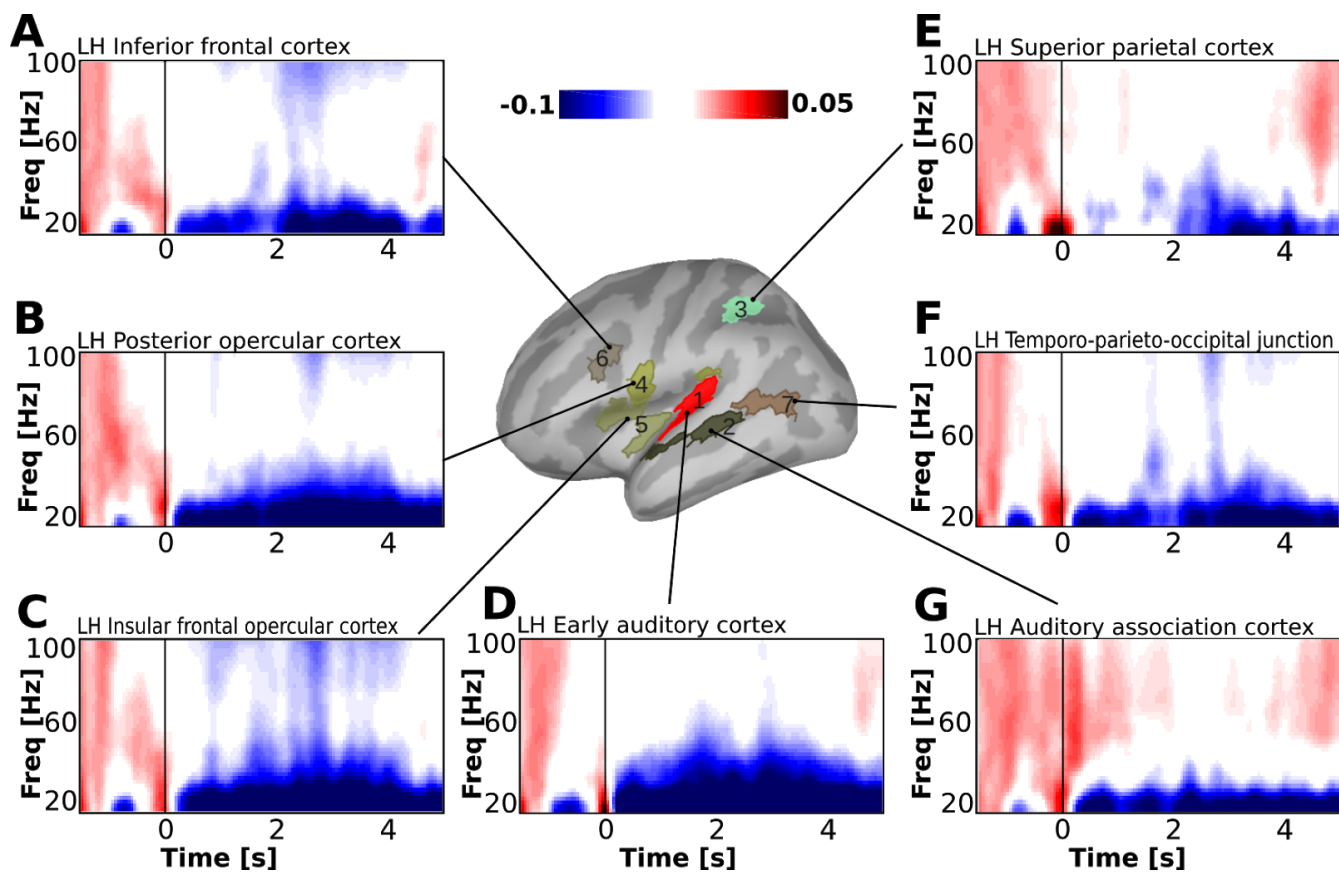 A
LH Inferior frontal cortex
100
60
20
Freq [Hz]
0 2 4
-0.1 0.05
E
LH Superior parietal cortex
100
60
20
Freq [Hz]
0 2 4
B
LH Posterior opercular cortex
100
60
20
Freq [Hz]
0 2 4
3
6
4
1
7
5
2
F
LH Temporo-parieto-occipital junction
100
60
20
Freq [Hz]
0 2 4
C
LH Insular frontal opercular cortex
100
60
20
Freq [Hz]
0 2 4
Time [s]
D
LH Early auditory cortex
100
60
20
Freq [Hz]
0 2 4
Time [s]
G
LH Auditory association cortex
100
60
20
Freq [Hz]
0 2 4
Time [s]